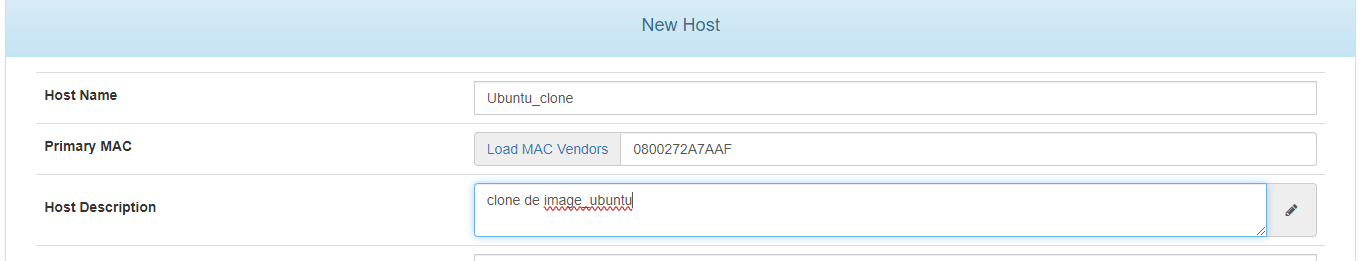 New Host
Host Name
Ubuntu_clone
Primary MAC
Load MAC Vendors
0800272A7AAF
Host Description
clone de image_ubuntu